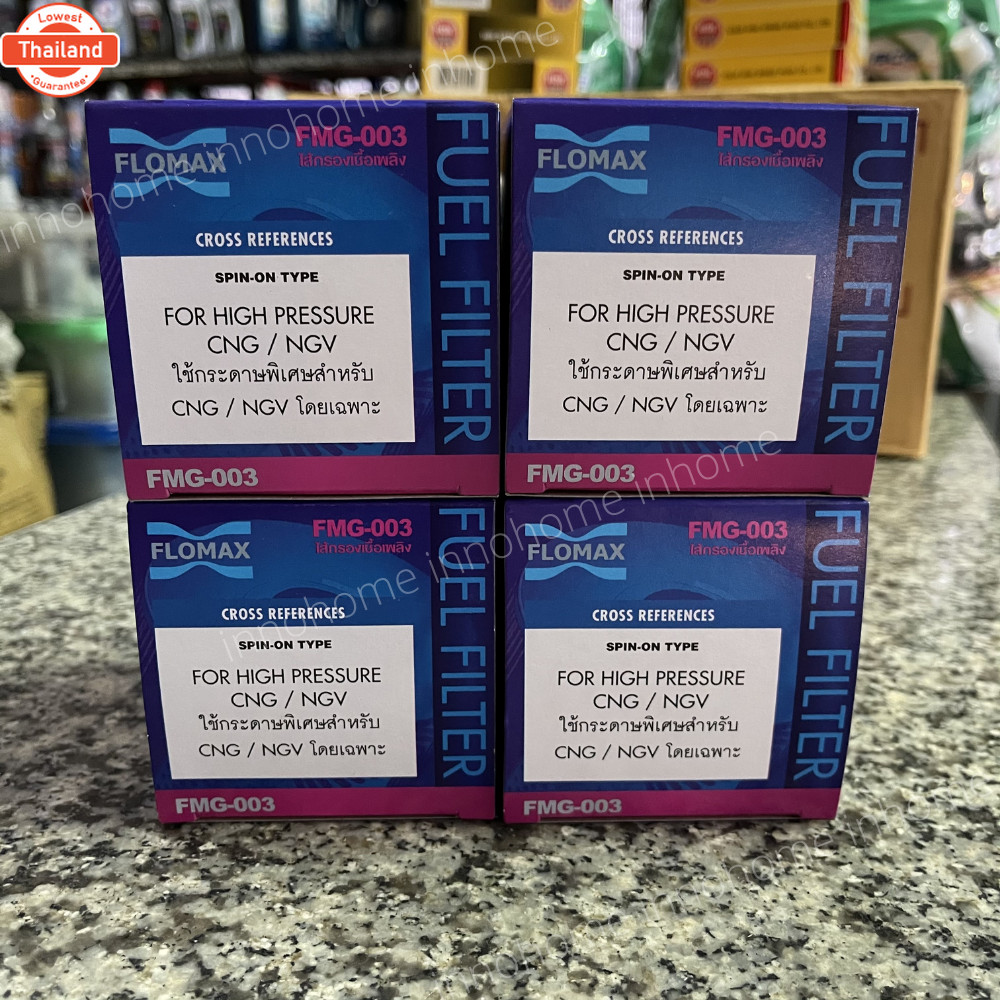 Lowest
Thailand
Guarantee
FLOMAX
FMG-003
ไส้กรองเชื้อเพลิง
FUEL FILTER
CROSS REFERENCES
SPIN-ON TYPE
FOR HIGH PRESSURE
CNG / NGV
ใช้กระดาษพิเศษสำหรับ
CNG / NGV โดยเฉพาะ
FMG-003
FLOMAX
FMG-003
ไส้กรองเชื้อเพลิง
FUEL FILTER
CROSS REFERENCES
SPIN-ON TYPE
FOR HIGH PRESSURE
CNG / NGV
ใช้กระดาษพิเศษสำหรับ
CNG / NGV โดยเฉพาะ
FMG-003
FLOMAX
FMG-003
ไส้กรองเชื้อเพลิง
FUEL FILTER
CROSS REFERENCES
SPIN-ON TYPE
FOR HIGH PRESSURE
CNG / NGV
ใช้กระดาษพิเศษสำหรับ
CNG / NGV โดยเฉพาะ
FMG-003
FLOMAX
FMG-003
ไส้กรองเชื้อเพลิง
FUEL FILTER
CROSS REFERENCES
SPIN-ON TYPE
FOR HIGH PRESSURE
CNG / NGV
ใช้กระดาษพิเศษสำหรับ
CNG / NGV โดยเฉพาะ
FMG-003
innohome innohome innohome innohome
innohome innohome innohome innohome
innohome innohome innohome